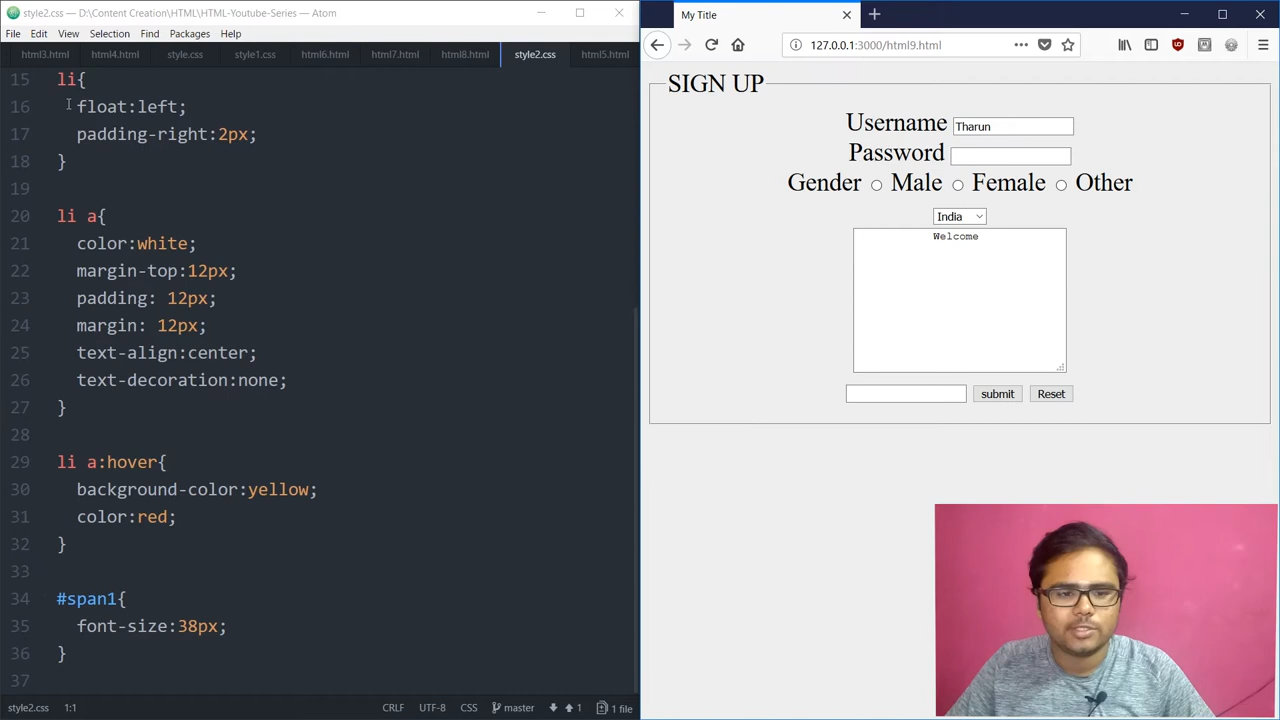 style2.css — D:\Content Creation\HTML\HTML-Youtube-Series — Atom
File Edit View Selection Find Packages Help
html3.html html4.html style.css style1.css html6.html html7.html html8.html style2.css html5.html
15 li{
16 float:left;
17 padding-right:2px;
18 }
19
20 li a{
21 color:white;
22 margin-top:12px;
23 padding: 12px;
24 margin: 12px;
25 text-align:center;
26 text-decoration:none;
27 }
28
29 li a:hover{
30 background-color:yellow;
31 color:red;
32 }
33
34 #span1{
35 font-size:38px;
36 }
37
style2.css 1:1 CRLF UTF-8 CSS master 1 1 file
My Title
127.0.0.1:3000/html9.html
SIGN UP
Username Tharun
Password
Gender Male Female Other
India
Welcome
submit Reset